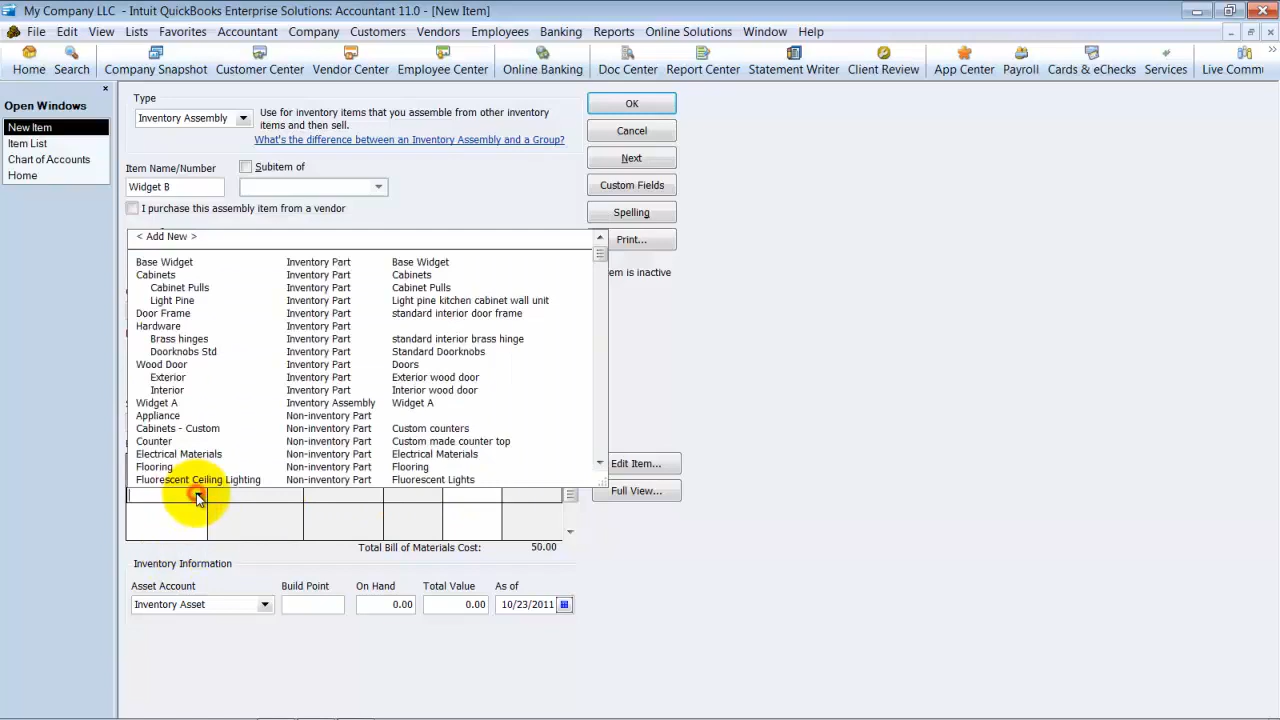 My Company LLC - Intuit QuickBooks Enterprise Solutions: Accountant 11.0 - [New Item]
File Edit View Lists Favorites Accountant Company Customers Vendors Employees Banking Reports Online Solutions Window Help
Home Search Company Snapshot Customer Center Vendor Center Employee Center Online Banking Doc Center Report Center Statement Writer Client Review App Center Payroll Cards & eChecks Services Live Commu
Open Windows
New Item
Item List
Chart of Accounts
Home
Type
Inventory Assembly
Use for inventory items that you assemble from other inventory
items and then sell.
What's the difference between an Inventory Assembly and a Group?
OK
Cancel
Next
Custom Fields
Spelling
Print...
em is inactive
Edit Item...
Full View...
Item Name/Number Subitem of
Widget B
I purchase this assembly item from a vendor
< Add New >
Base Widget Inventory Part Base Widget
Cabinets Inventory Part Cabinets
Cabinet Pulls Inventory Part Cabinet Pulls
Light Pine Inventory Part Light pine kitchen cabinet wall unit
Door Frame Inventory Part standard interior door frame
Hardware Inventory Part
Brass hinges Inventory Part standard interior brass hinge
Doorknobs Std Inventory Part Standard Doorknobs
Wood Door Inventory Part Doors
Exterior Inventory Part Exterior wood door
Interior Inventory Part Interior wood door
Widget A Inventory Assembly Widget A
Appliance Non-inventory Part
Cabinets - Custom Non-inventory Part Custom counters
Counter Non-inventory Part Custom made counter top
Electrical Materials Non-inventory Part Electrical Materials
Flooring Non-inventory Part Flooring
Fluorescent Ceiling Lighting Non-inventory Part Fluorescent Lights
Total Bill of Materials Cost: 50.00
Inventory Information
Asset Account Build Point On Hand Total Value As of
Inventory Asset 0.00 0.00 10/23/2011